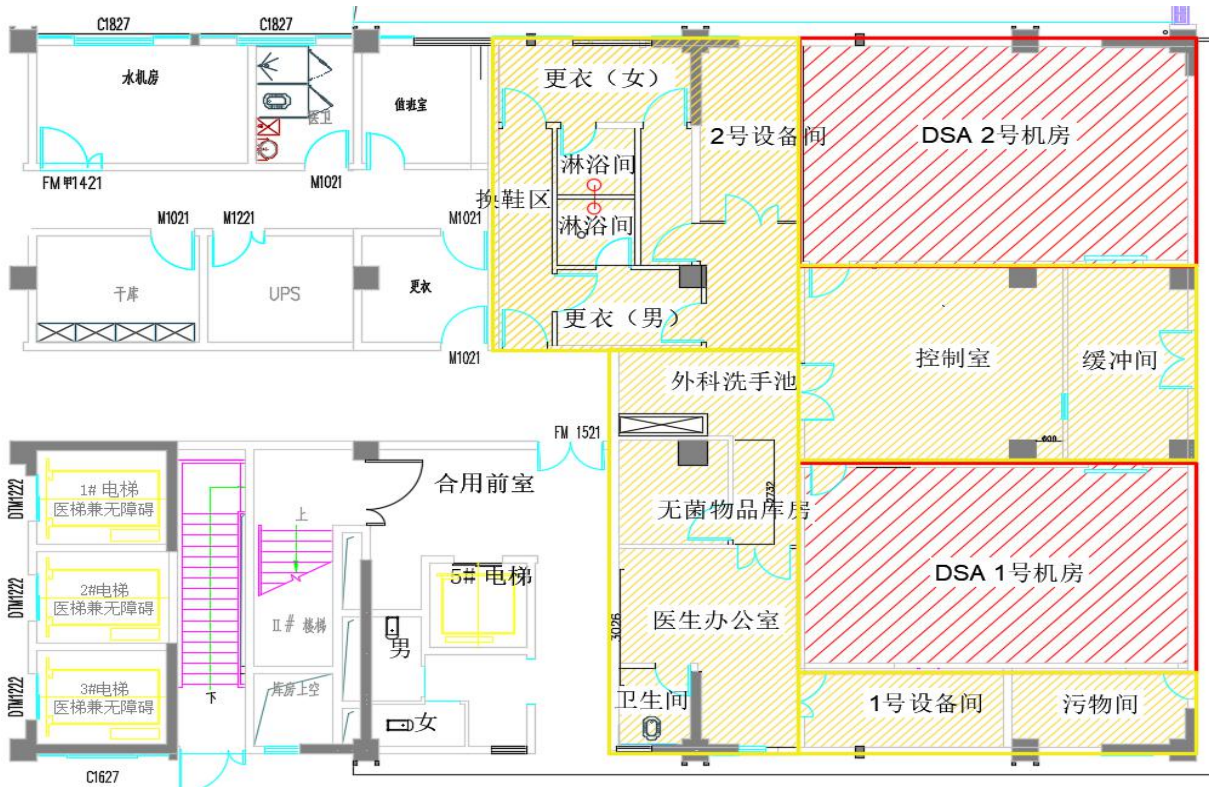 C1827
C1827
水机房
医卫
值班室
更衣（女）
2号设备间
DSA 2号机房
淋浴间
FM甲1421
M1021
换鞋区
淋浴间
M1021
M1221
M1021
干库
UPS
更衣
更衣（男）
控制室
缓冲间
M1021
外科洗手池
FM 1521
600
合用前室
DTM1222
1# 电梯
医梯兼无障碍
上
无菌物品库房
2732
DTM1222
2#电梯
医梯兼无障碍
5# 电梯
DSA 1号机房
II# 楼梯
男
3026
医生办公室
DTM1222
3#电梯
医梯兼无障碍
下
库房上空
女
卫生间
1号设备间
污物间
C1627